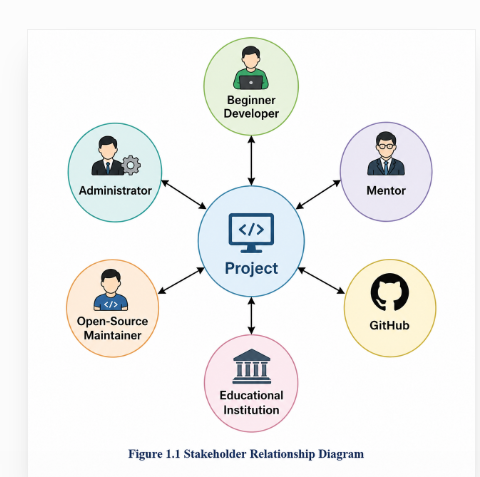 Beginner
Developer
Administrator
Mentor
</>
Project
</>
Open-Source
Maintainer
GitHub
Educational
Institution
Figure 1.1 Stakeholder Relationship Diagram